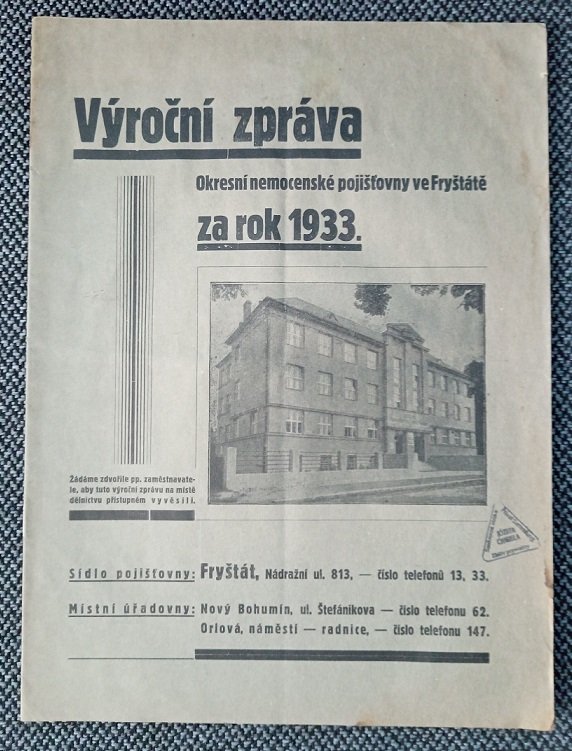 Výroční zpráva
Okresní nemocenské pojišťovny ve Fryštátě
za rok 1933.
Žádáme zdvořile pp. zaměstnavate-
le, aby tuto výroční zprávu na místě
dělnictvu přístupném vyvěsili.
Sídlo pojišťovny: Fryštát, Nádražní ul. 813, — číslo telefonů 13, 33.
Místní úřadovny: Nový Bohumín, ul. Štefánikova — číslo telefonu 62.
Orlová, náměstí — radnice, — číslo telefonu 147.